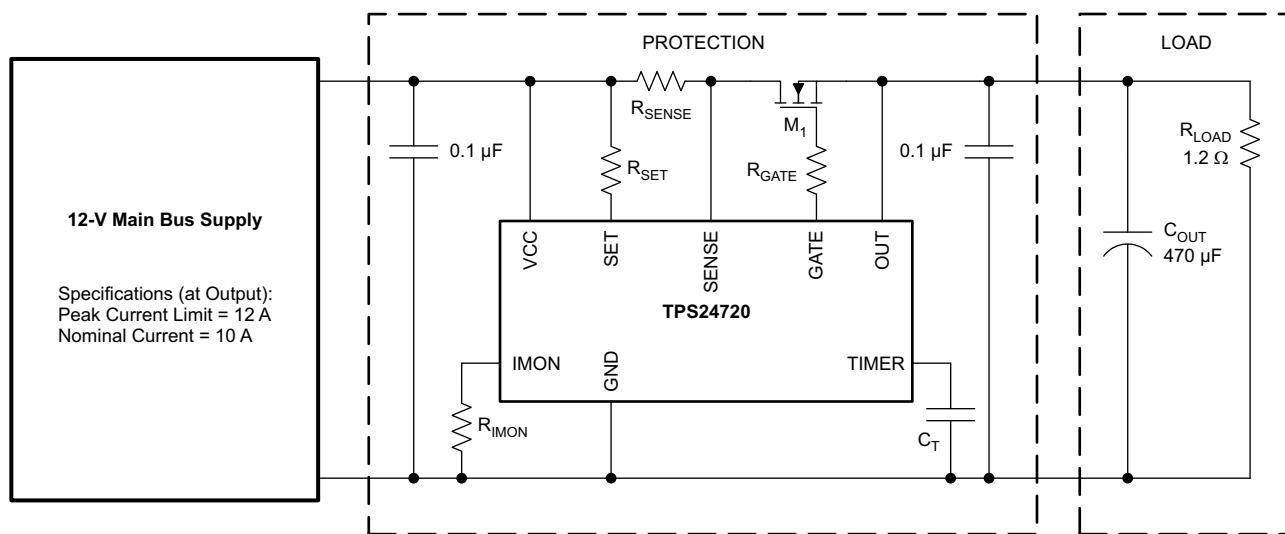 PROTECTION
LOAD
R_SENSE
M_1
0.1 µF
R_SET
R_GATE
0.1 µF
R_LOAD
1.2 Ω
12-V Main Bus Supply
Specifications (at Output):
Peak Current Limit = 12 A
Nominal Current = 10 A
VCC
SET
SENSE
GATE
OUT
C_OUT
470 µF
TPS24720
IMON
GND
TIMER
R_IMON
C_T